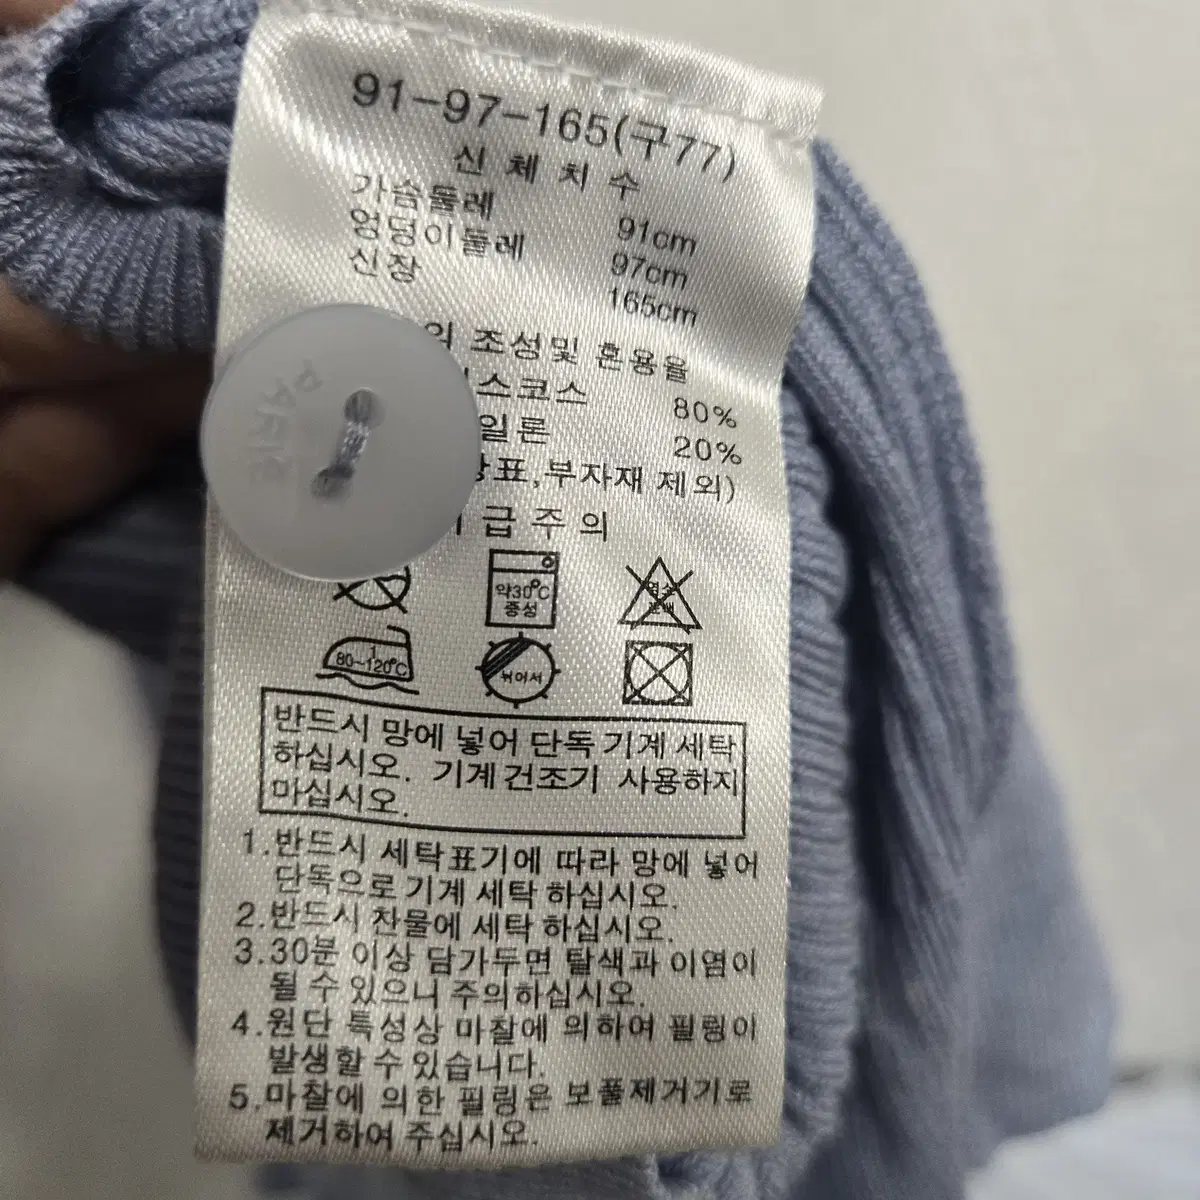 91-97-165(구77)
신체치수
가슴둘레 91cm
엉덩이둘레 97cm
신장 165cm
의 조성및 혼용율
스코스 80%
일론 20%
표,부자재 제외)
급주의
약30℃
중성
염소
표백
1
80~120℃
뉘어서
반드시 망에 넣어 단독 기계 세탁
하십시오. 기계건조기 사용하지
마십시오.
1.반드시 세탁표기에 따라 망에 넣어
단독으로 기계 세탁 하십시오.
2.반드시 찬물에 세탁 하십시오.
3.30분 이상 담가두면 탈색과 이염이
될 수 있으니 주의하십시오.
4.원단 특성상 마찰에 의하여 필링이
발생할 수 있습니다.
5.마찰에 의한 필링은 보풀제거기로
제거하여 주십시오.